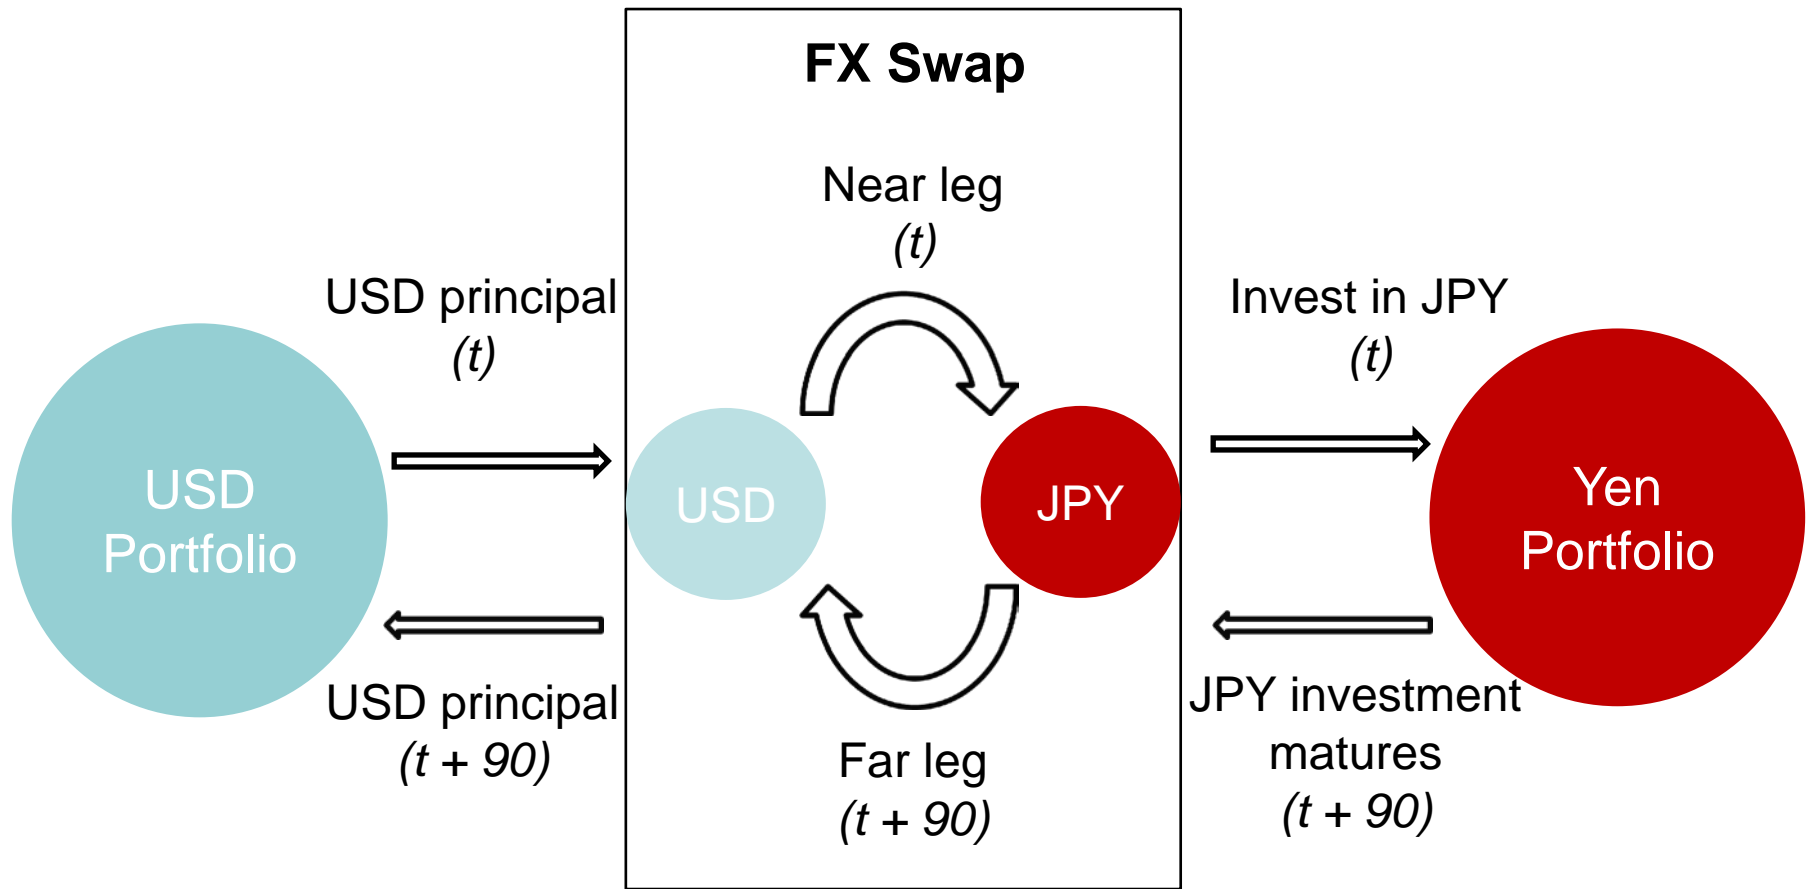 FX Swap
Near leg
(t)
USD principal
(t)
Invest in JPY
(t)
USD
Portfolio
USD
JPY
Yen
Portfolio
USD principal
(t + 90)
Far leg
(t + 90)
JPY investment
matures
(t + 90)